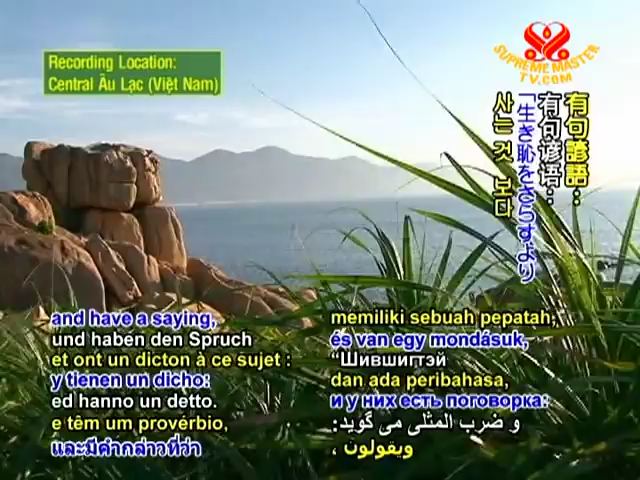 Recording Location:
Central Âu Lạc (Việt Nam)
SUPREME MASTER
TV.COM
有句諺語：
有句谚语：
「生き恥をさらすより
사는 것 보다
and have a saying,
und haben den Spruch
et ont un dicton à ce sujet :
y tienen un dicho:
ed hanno un detto.
e têm um provérbio,
และมีคำกล่าวที่ว่า
memiliki sebuah pepatah,
és van egy mondásuk,
“Шившигтэй
dan ada peribahasa,
и у них есть поговорка:
و ضرب المثلی می گوید:
ويقولون ،